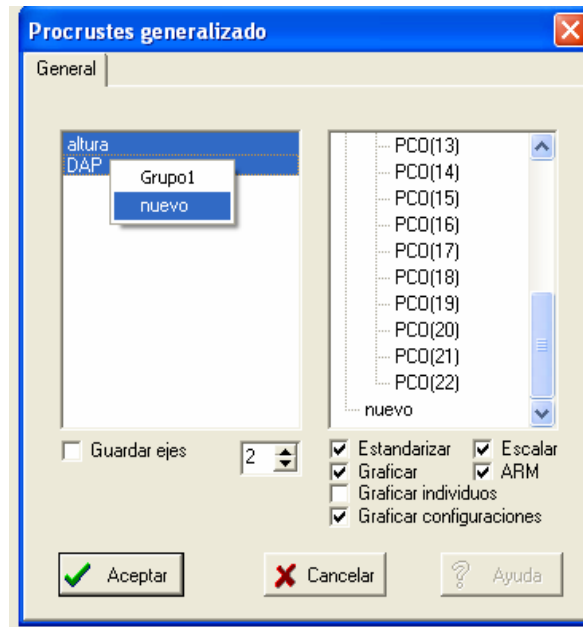 Procrustes generalizado
General
altura
DAP
Grupo1
nuevo
PCO(13)
PCO(14)
PCO(15)
PCO(16)
PCO(17)
PCO(18)
PCO(19)
PCO(20)
PCO(21)
PCO(22)
nuevo
Guardar ejes
2
Estandarizar
Escalar
Graficar
ARM
Graficar individuos
Graficar configuraciones
Aceptar
Cancelar
Ayuda